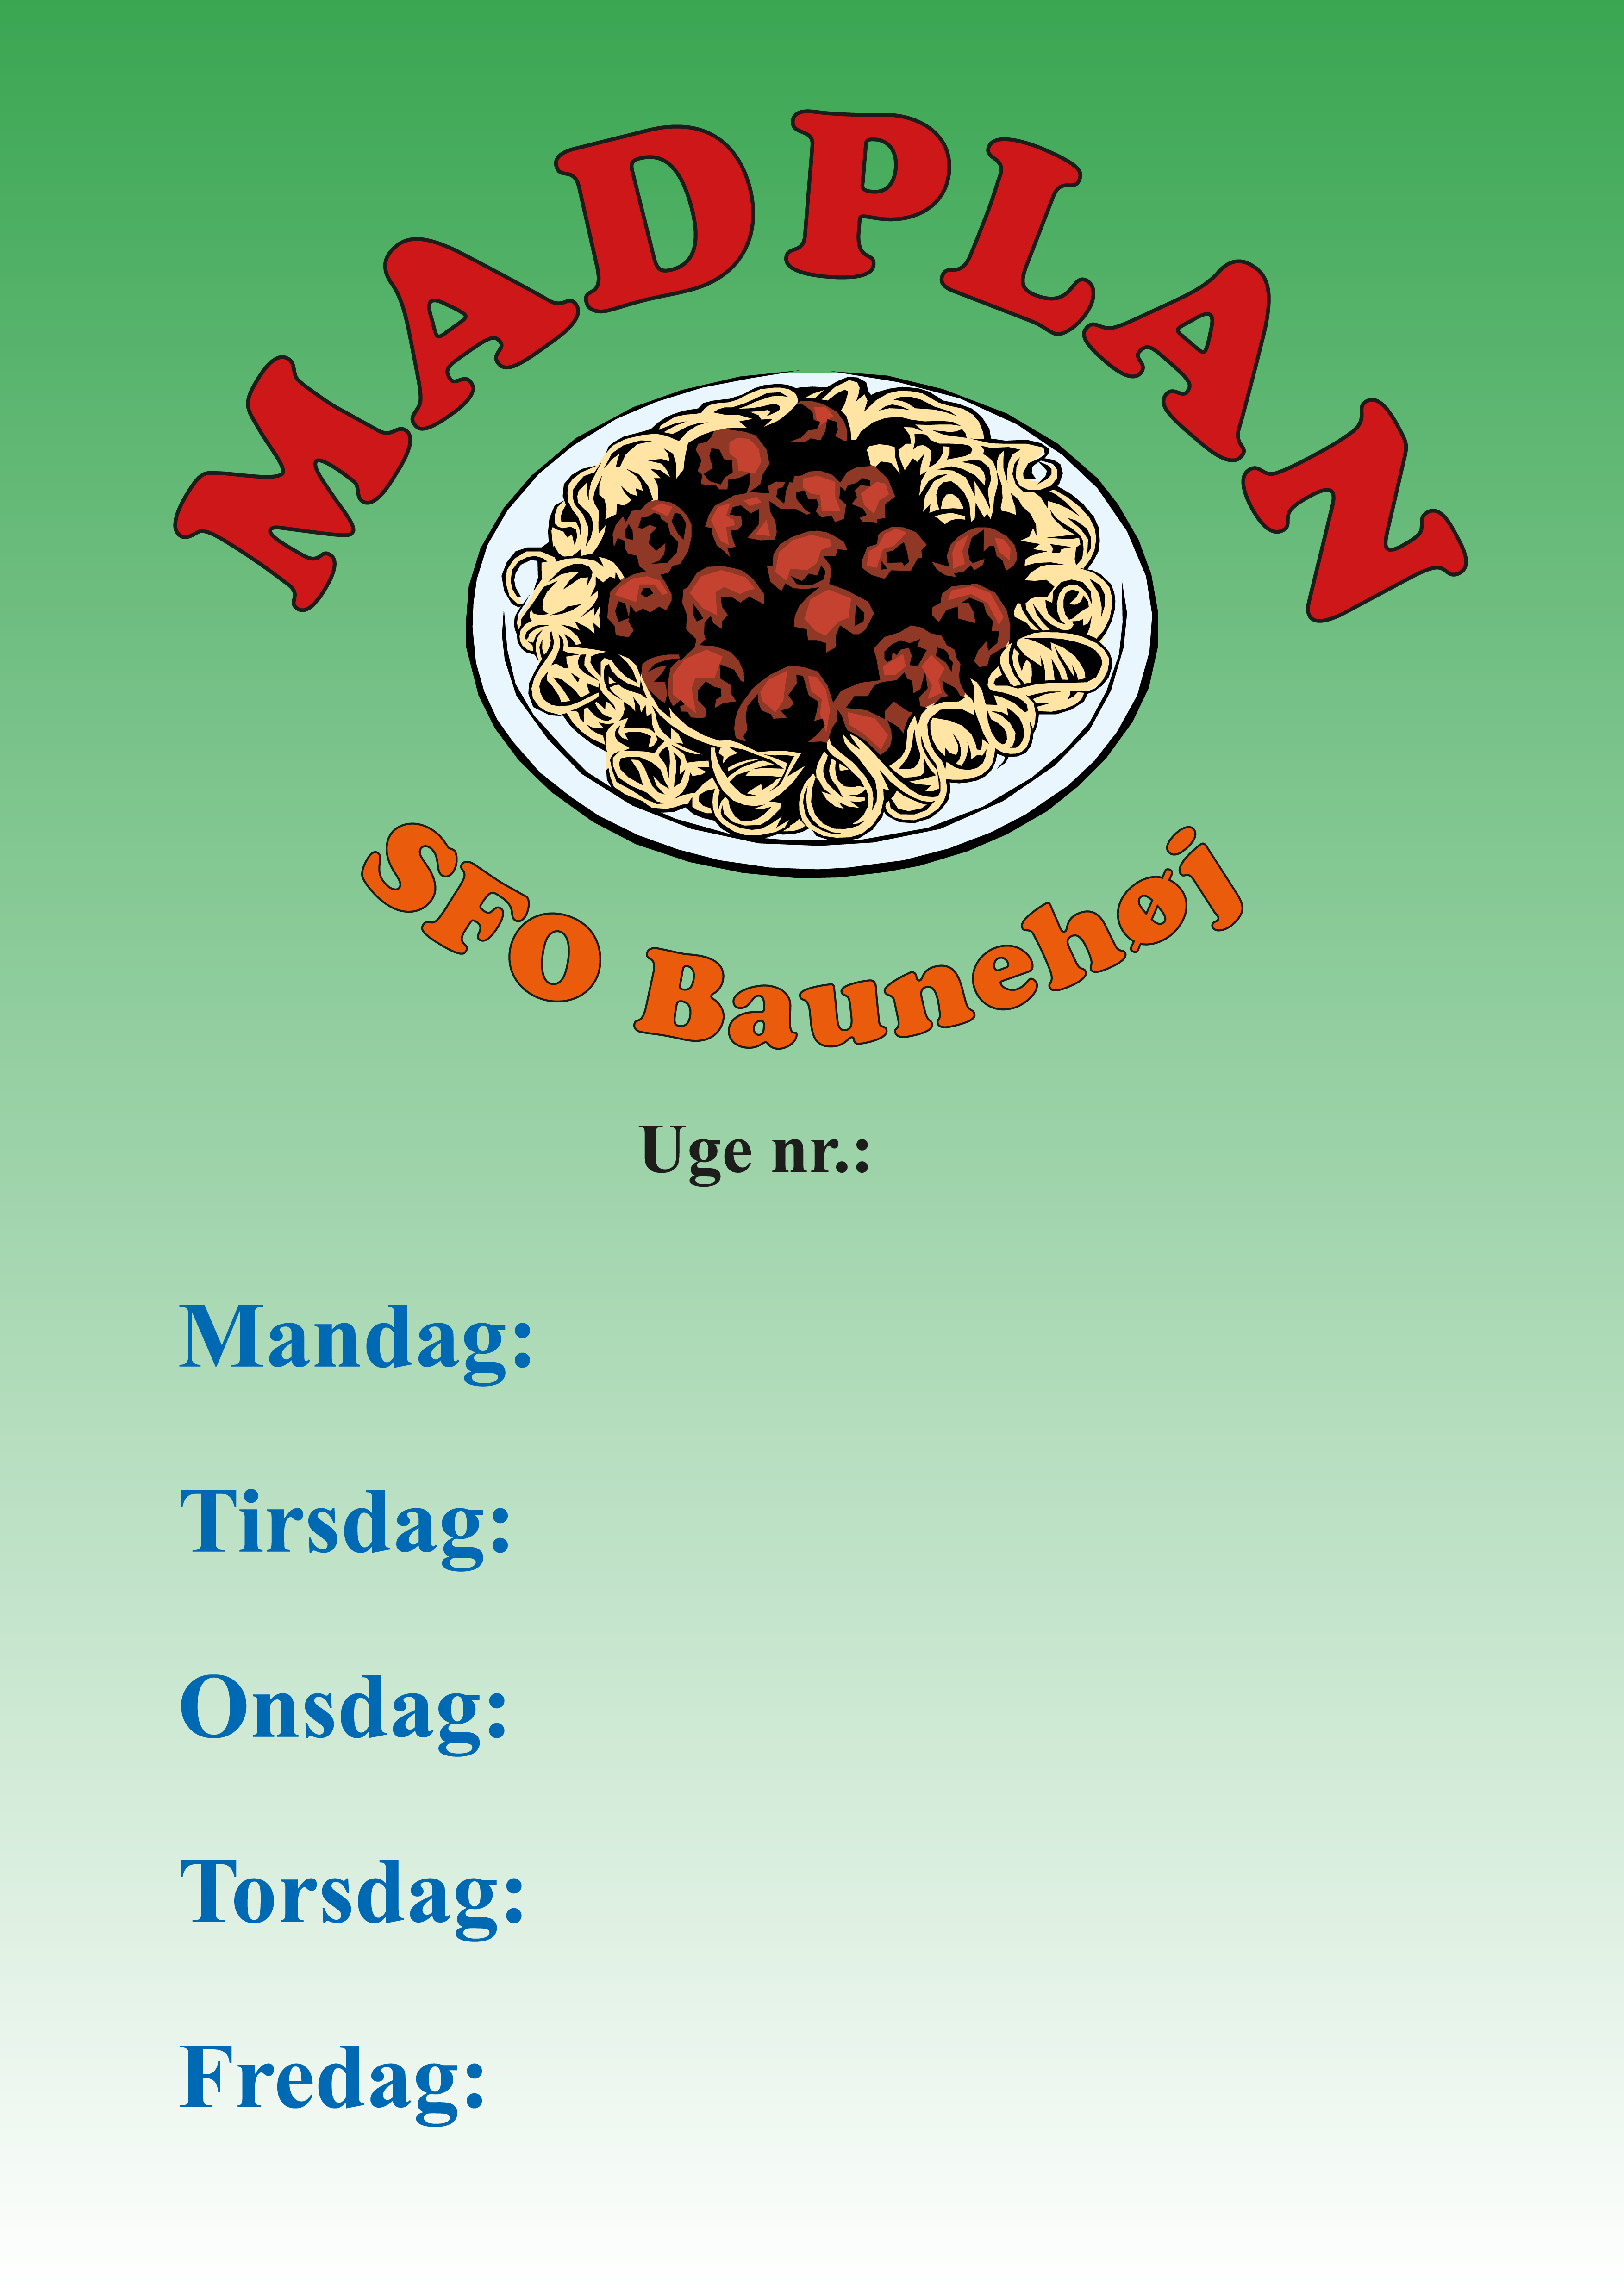 MADPLAN
SFO Baunehøj
Uge nr.:
Mandag:
Tirsdag:
Onsdag:
Torsdag:
Fredag: